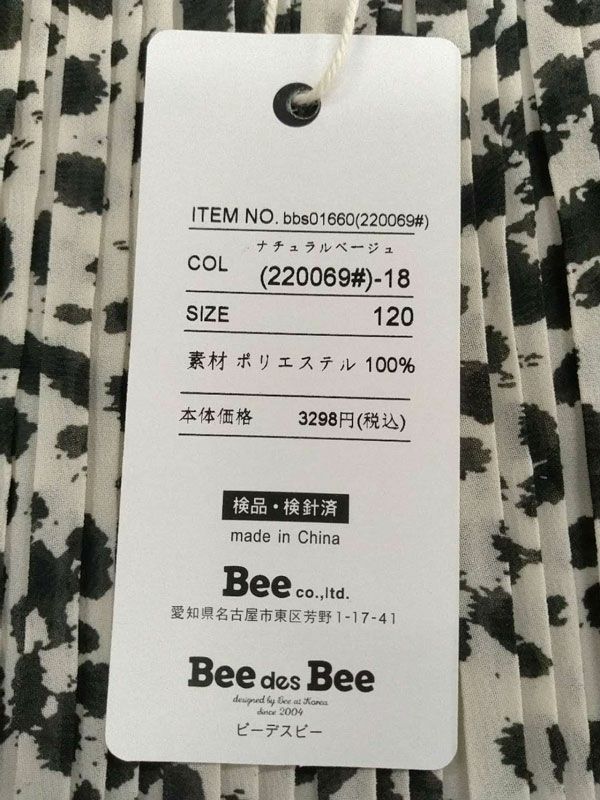 ITEM NO. bbs01660(220069#)
ナチュラルベージュ
COL (220069#)-18
SIZE 120
素材 ポリエステル 100%
本体価格 3298円(税込)
検品・検針済
made in China
Bee co.,ltd.
愛知県名古屋市東区芳野1-17-41
Bee des Bee
designed by Bee at Korea
since 2004
ビーデスビー